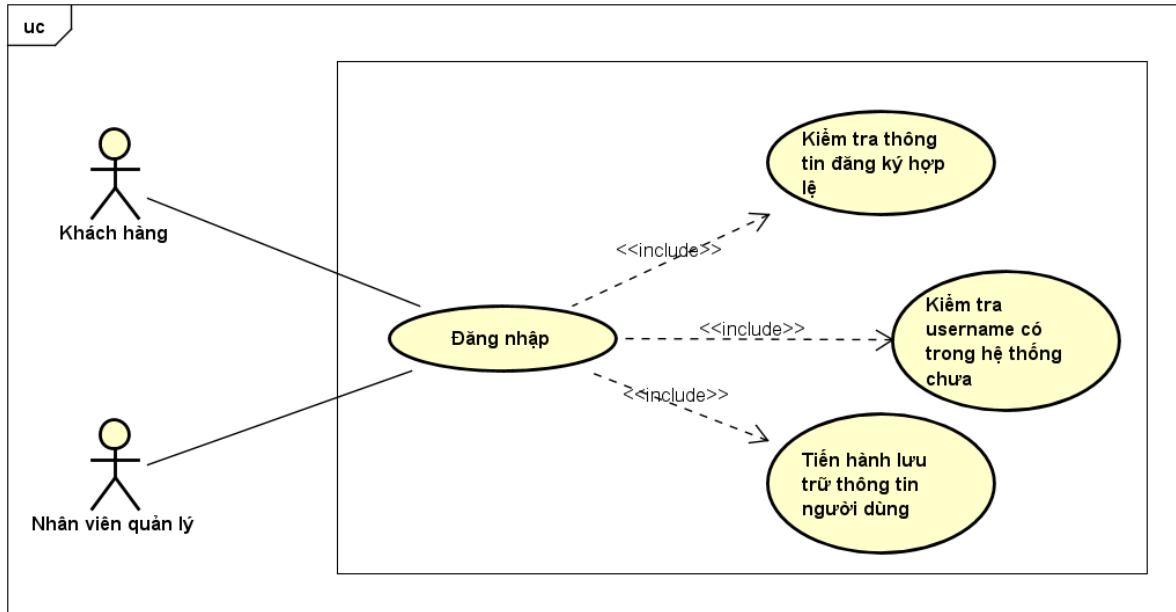 uc
Kiểm tra thông
tin đăng ký hợp
lệ
Khách hàng
<<include>>
Kiểm tra
username có
trong hệ thống
chưa
<<include>>
Đăng nhập
<<include>>
Tiến hành lưu
trữ thông tin
người dùng
Nhân viên quản lý